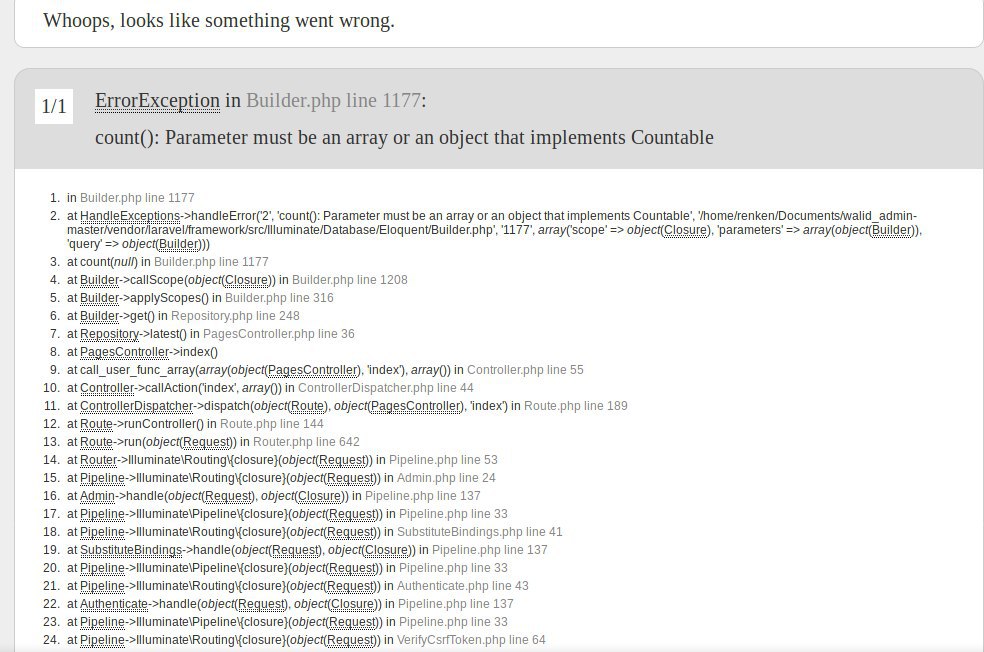 Whoops, looks like something went wrong.
1/1
ErrorException in Builder.php line 1177:
count(): Parameter must be an array or an object that implements Countable
1. in Builder.php line 1177
2. at HandleExceptions->handleError('2', 'count(): Parameter must be an array or an object that implements Countable', '/home/renken/Documents/walid_admin-
master/vendor/laravel/framework/src/Illuminate/Database/Eloquent/Builder.php', '1177', array('scope' => object(Closure), 'parameters' => array(object(Builder)),
'query' => object(Builder)))
3. at count(null) in Builder.php line 1177
4. at Builder->callScope(object(Closure)) in Builder.php line 1208
5. at Builder->applyScopes() in Builder.php line 316
6. at Builder->get() in Repository.php line 248
7. at Repository->latest() in PagesController.php line 36
8. at PagesController->index()
9. at call_user_func_array(array(object(PagesController), 'index'), array()) in Controller.php line 55
10. at Controller->callAction('index', array()) in ControllerDispatcher.php line 44
11. at ControllerDispatcher->dispatch(object(Route), object(PagesController), 'index') in Route.php line 189
12. at Route->runController() in Route.php line 144
13. at Route->run(object(Request)) in Router.php line 642
14. at Router->Illuminate\Routing\{closure}(object(Request)) in Pipeline.php line 53
15. at Pipeline->Illuminate\Routing\{closure}(object(Request)) in Admin.php line 24
16. at Admin->handle(object(Request), object(Closure)) in Pipeline.php line 137
17. at Pipeline->Illuminate\Pipeline\{closure}(object(Request)) in Pipeline.php line 33
18. at Pipeline->Illuminate\Routing\{closure}(object(Request)) in SubstituteBindings.php line 41
19. at SubstituteBindings->handle(object(Request), object(Closure)) in Pipeline.php line 137
20. at Pipeline->Illuminate\Pipeline\{closure}(object(Request)) in Pipeline.php line 33
21. at Pipeline->Illuminate\Routing\{closure}(object(Request)) in Authenticate.php line 43
22. at Authenticate->handle(object(Request), object(Closure)) in Pipeline.php line 137
23. at Pipeline->Illuminate\Pipeline\{closure}(object(Request)) in Pipeline.php line 33
24. at Pipeline->Illuminate\Routing\{closure}(object(Request)) in VerifyCsrfToken.php line 64